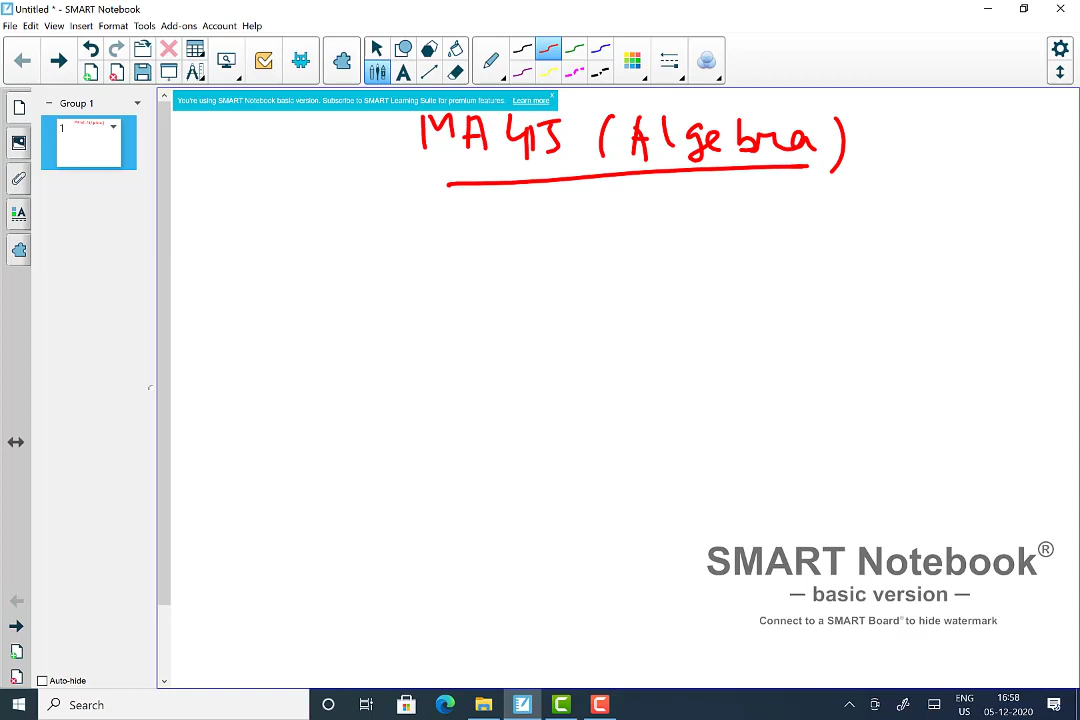 Untitled * - SMART Notebook
File Edit View Insert Format Tools Add-ons Account Help
You're using SMART Notebook basic version. Subscribe to SMART Learning Suite for premium features. Learn more
x
Group 1
1
MA 415 (Algebra)
SMART Notebook®
— basic version —
Connect to a SMART Board® to hide watermark
Auto-hide
Search
ENG
US
16:58
05-12-2020